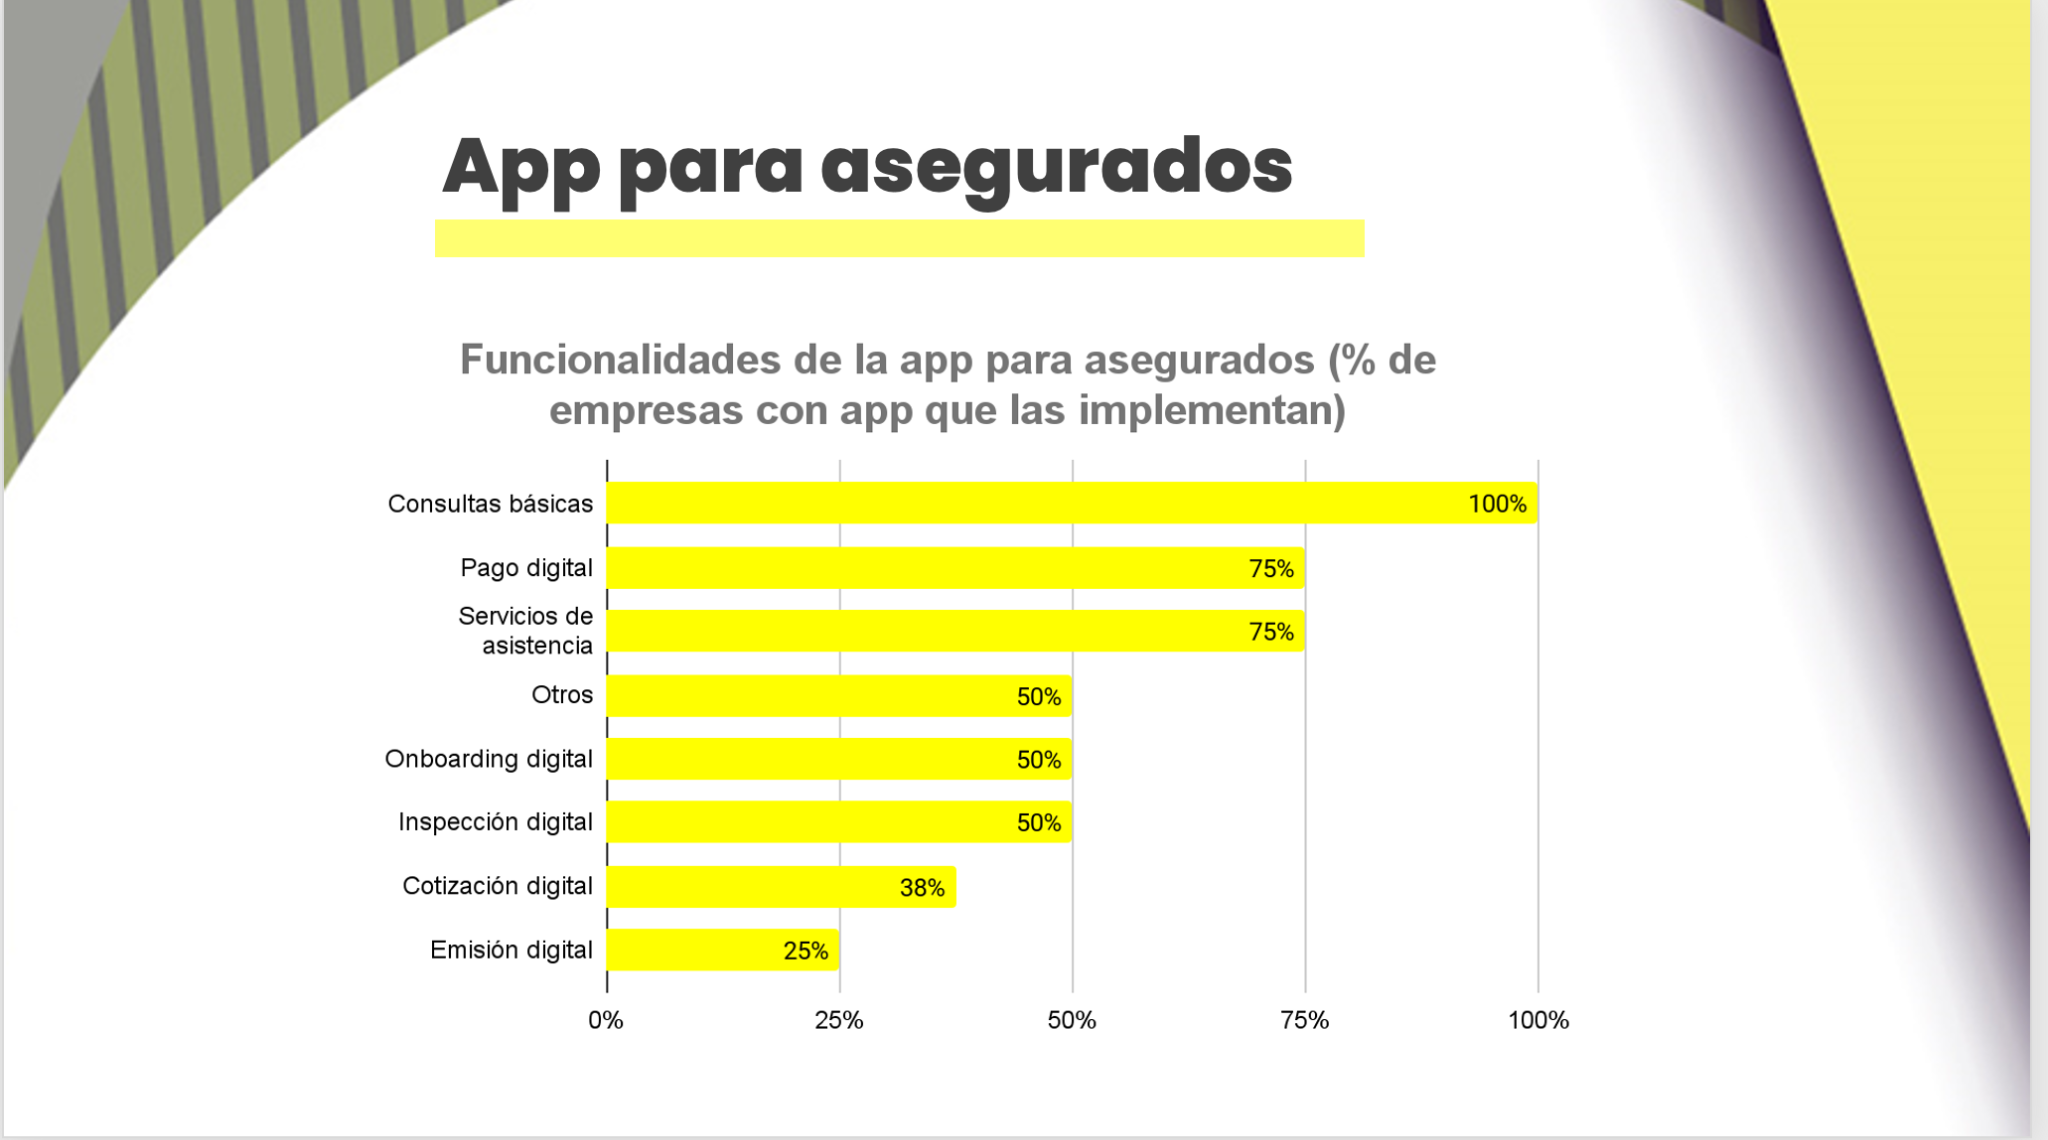 App para asegurados
Funcionalidades de la app para asegurados (% de
empresas con app que las implementan)
Consultas básicas
100%
Pago digital
75%
Servicios de
asistencia
75%
Otros
50%
Onboarding digital
50%
Inspección digital
50%
Cotización digital
38%
Emisión digital
25%
0%
25%
50%
75%
100%